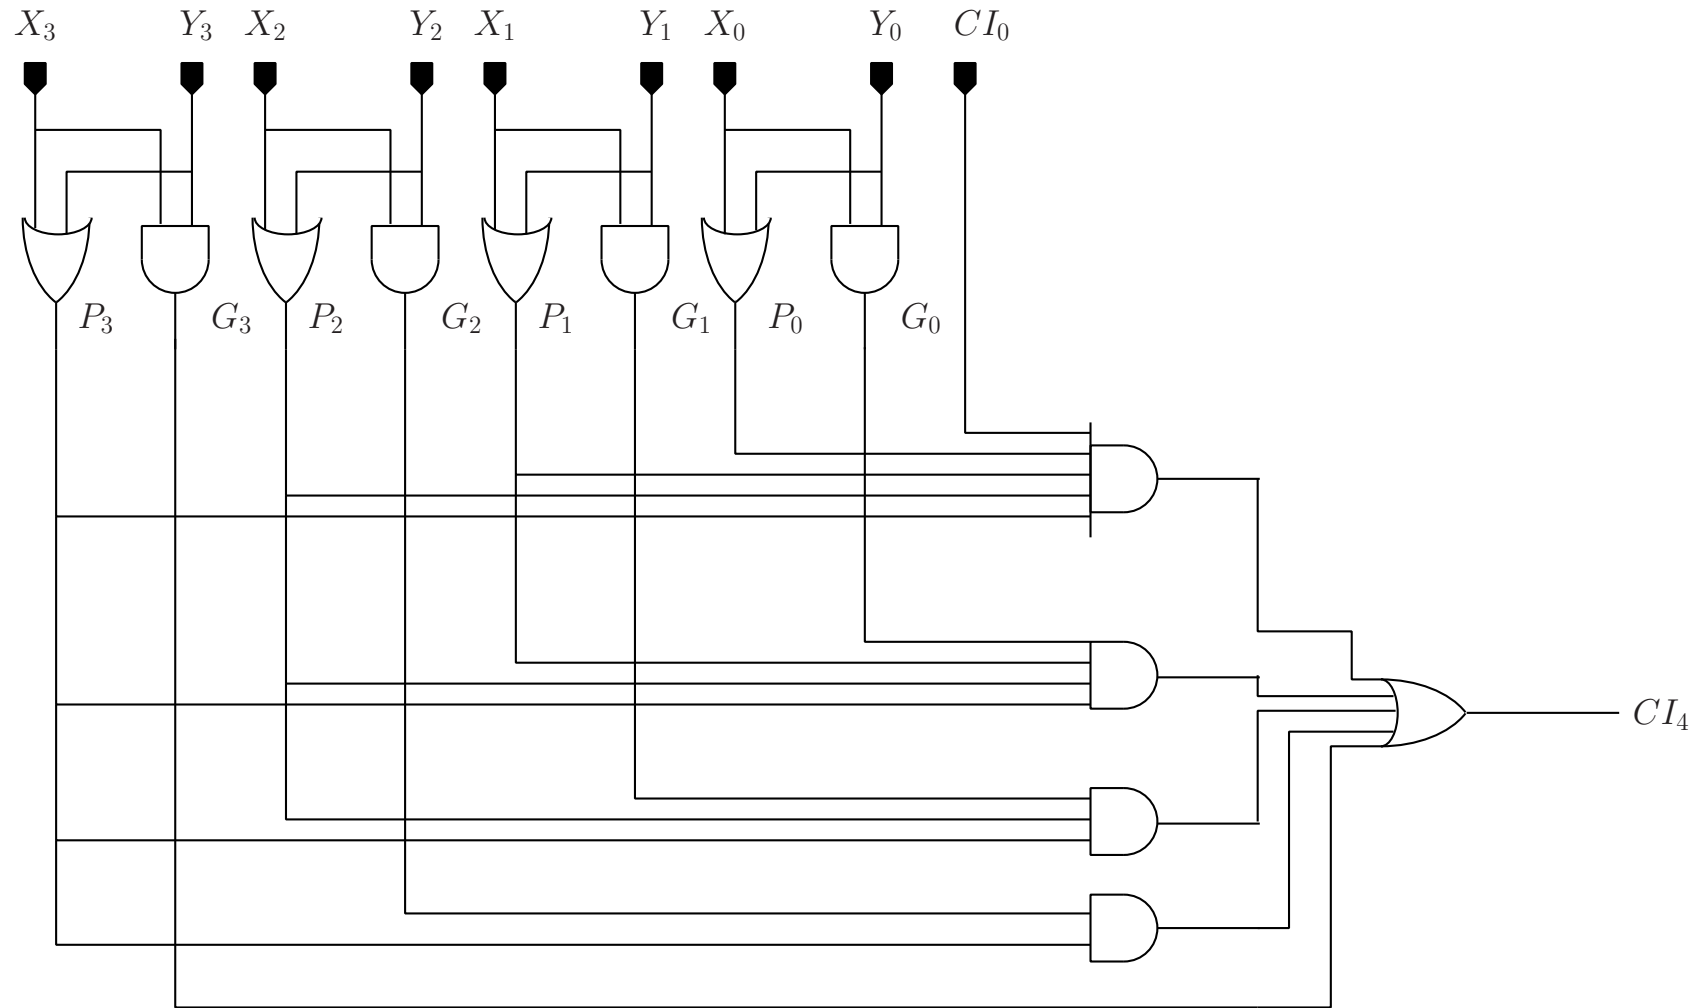 X₃ Y₃ X₂ Y₂ X₁ Y₁ X₀ Y₀ CI₀
P₃ G₃ P₂ G₂ P₁ G₁ P₀ G₀
CI₄